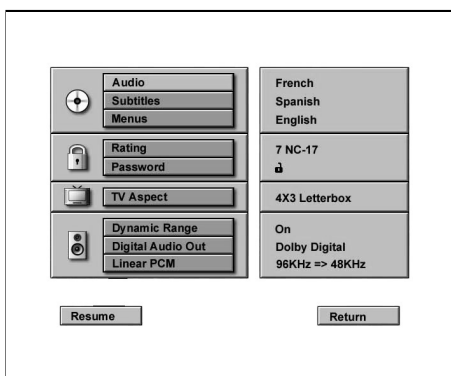 Audio French
Subtitles Spanish
Menus English
Rating 7 NC-17
Password
TV Aspect 4X3 Letterbox
Dynamic Range On
Digital Audio Out Dolby Digital
Linear PCM 96KHz => 48KHz
Resume Return